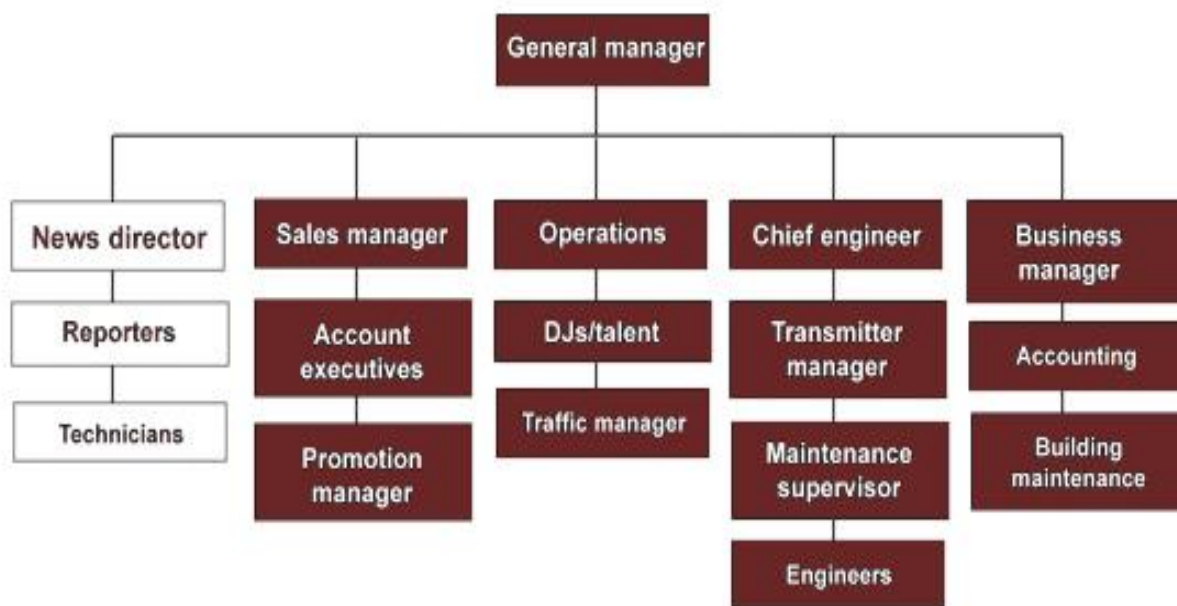 General manager
News director
Reporters
Technicians
Sales manager
Account
executives
Promotion
manager
Operations
DJs/talent
Traffic manager
Chief engineer
Transmitter
manager
Maintenance
supervisor
Engineers
Business
manager
Accounting
Building
maintenance